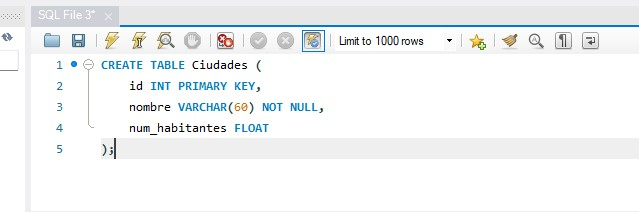 SQL File 3*
Limit to 1000 rows
1 CREATE TABLE Ciudades (
2 id INT PRIMARY KEY,
3 nombre VARCHAR(60) NOT NULL,
4 num_habitantes FLOAT
5 );